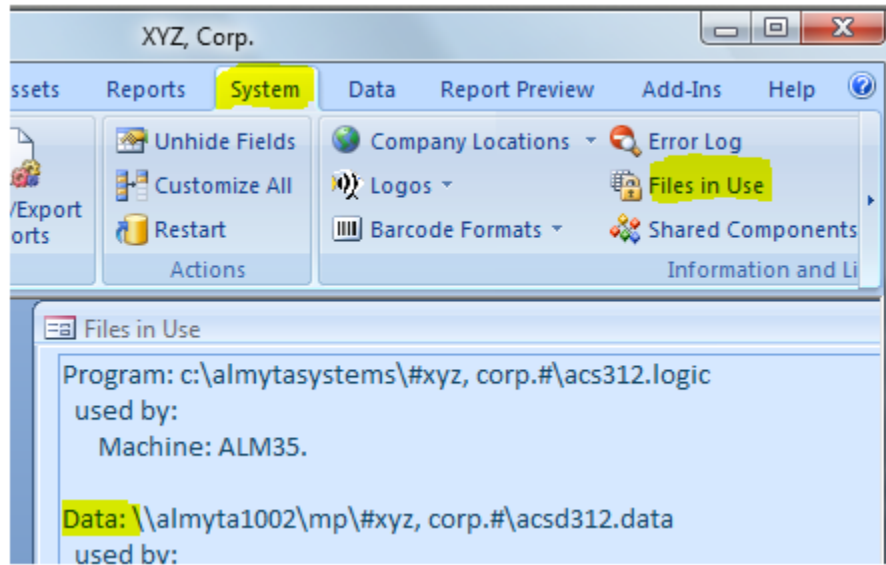 XYZ, Corp.
ssets Reports System Data Report Preview Add-Ins Help
Unhide Fields Company Locations Error Log
Customize All Logos Files in Use
/Export
orts
Restart Barcode Formats Shared Components
Actions Information and Li
Files in Use
Program: c:\almytasystems\#xyz, corp.#\acs312.logic
used by:
Machine: ALM35.
Data: \\almyta1002\mp\#xyz, corp.#\acsd312.data
used by: